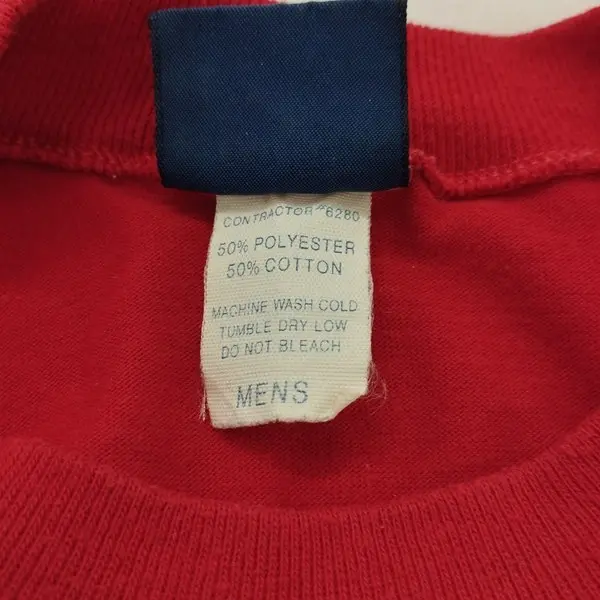 CONTRACTOR #6280
50% POLYESTER
50% COTTON
MACHINE WASH COLD
TUMBLE DRY LOW
DO NOT BLEACH
MENS